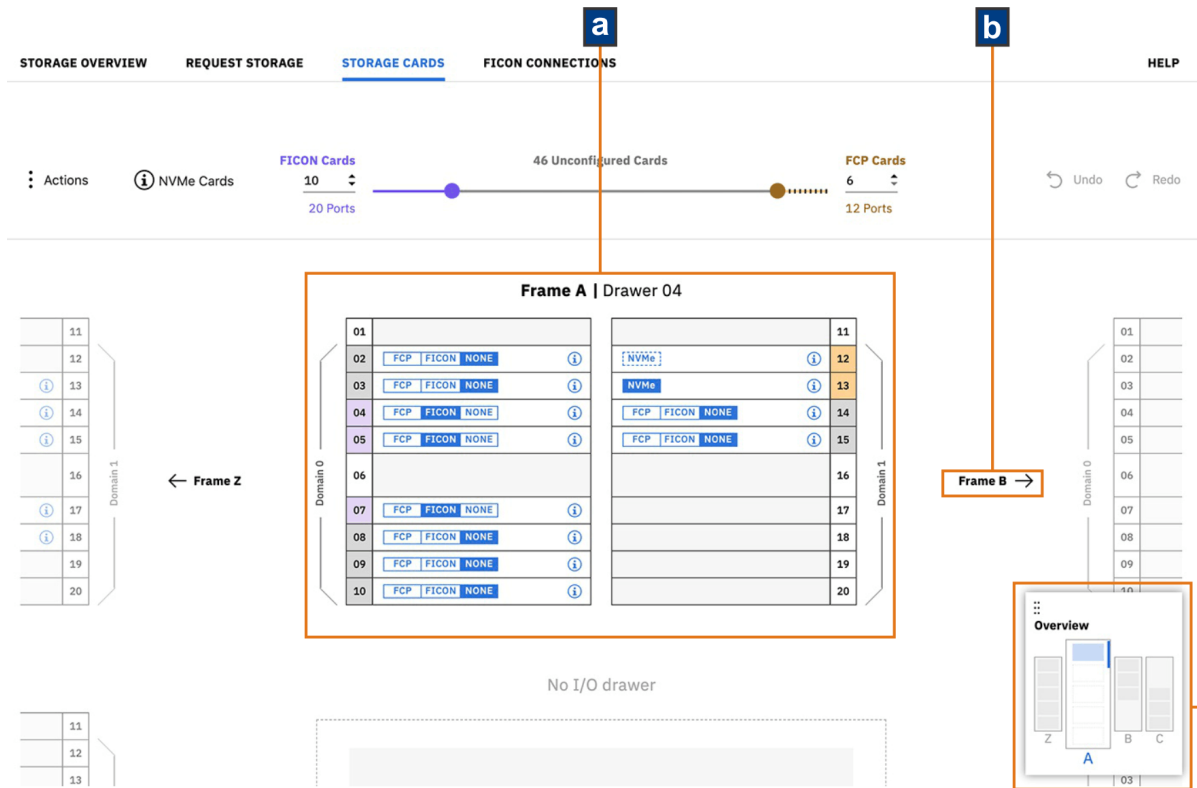 a
b
STORAGE OVERVIEW REQUEST STORAGE STORAGE CARDS FICON CONNECTIONS HELP
FICON Cards 46 Unconfigured Cards FCP Cards
Actions NVMe Cards 10 6 Undo Redo
20 Ports 12 Ports
Frame A | Drawer 04
11 01 11 01
12 02 FCP FICON NONE NVMe 12 02
13 03 FCP FICON NONE NVMe 13 03
14 04 FCP FICON NONE FCP FICON NONE 14 04
15 05 FCP FICON NONE FCP FICON NONE 15 05
16 Domain 1 Frame Z Domain 0 06 16 Domain 1 Frame B Domain 0 06
17 07 FCP FICON NONE 17 07
18 08 FCP FICON NONE 18 08
19 09 FCP FICON NONE 19 09
20 10 FCP FICON NONE 20 10
Overview
Z B C
A
No I/O drawer
11
12
13 03